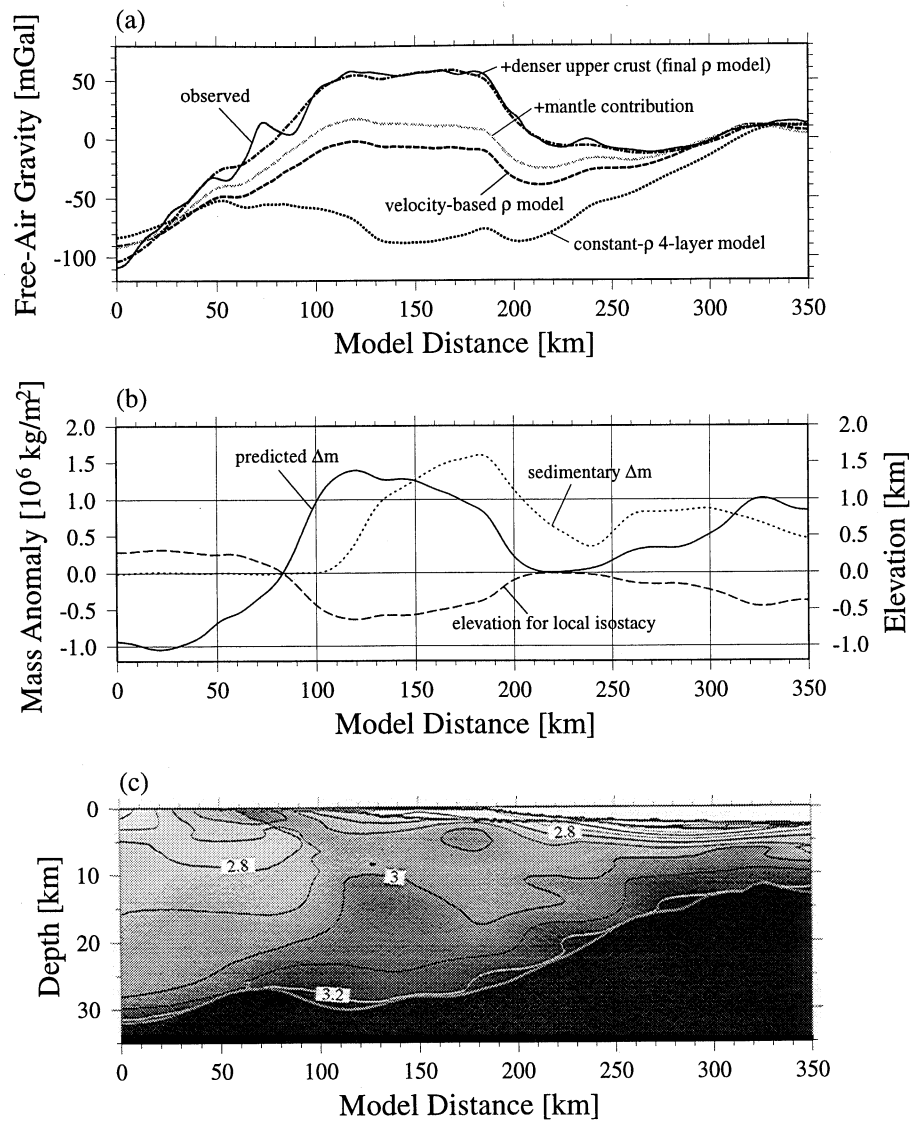 (a)
Free-Air Gravity [mGal]
50
0
-50
-100
observed
+denser upper crust (final ρ model)
+mantle contribution
velocity-based ρ model
constant-ρ 4-layer model
0 50 100 150 200 250 300 350
Model Distance [km]
(b)
Mass Anomaly [10⁶ kg/m²]
2.0
1.5
1.0
0.5
0.0
-0.5
-1.0
predicted Δm
sedimentary Δm
elevation for local isostacy
2.0
1.5
1.0
0.5
0.0
-0.5
-1.0
Elevation [km]
0 50 100 150 200 250 300 350
Model Distance [km]
(c)
Depth [km]
0
10
20
30
2.8
2.8
3
3.2
0 50 100 150 200 250 300 350
Model Distance [km]